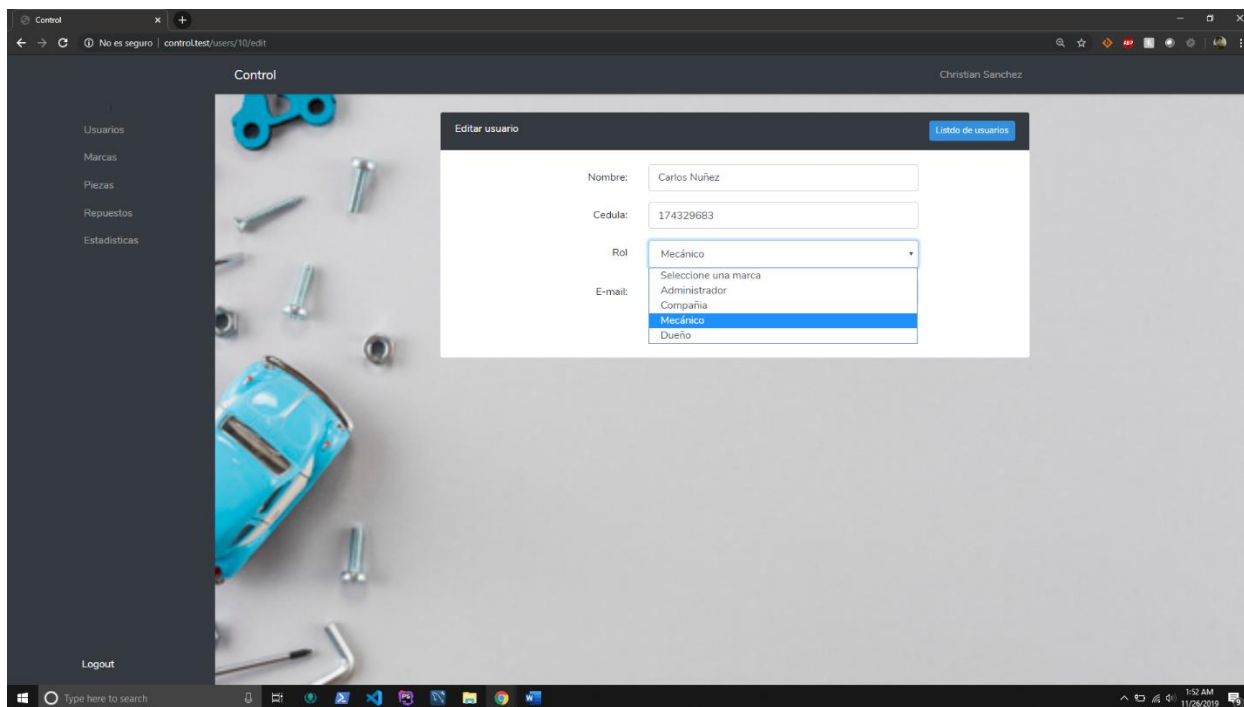 Control
No es seguro | control.test/users/10/edit
ABP
Control
Christian Sanchez
Usuarios
Marcas
Piezas
Repuestos
Estadisticas
Editar usuario
Listdo de usuarios
Nombre:
Carlos Nuñez
Cedula:
174329683
Rol
Mecánico
Seleccione una marca
Administrador
Compañia
Mecánico
Dueño
E-mail:
Logout
Type here to search
1:52 AM
11/26/2019